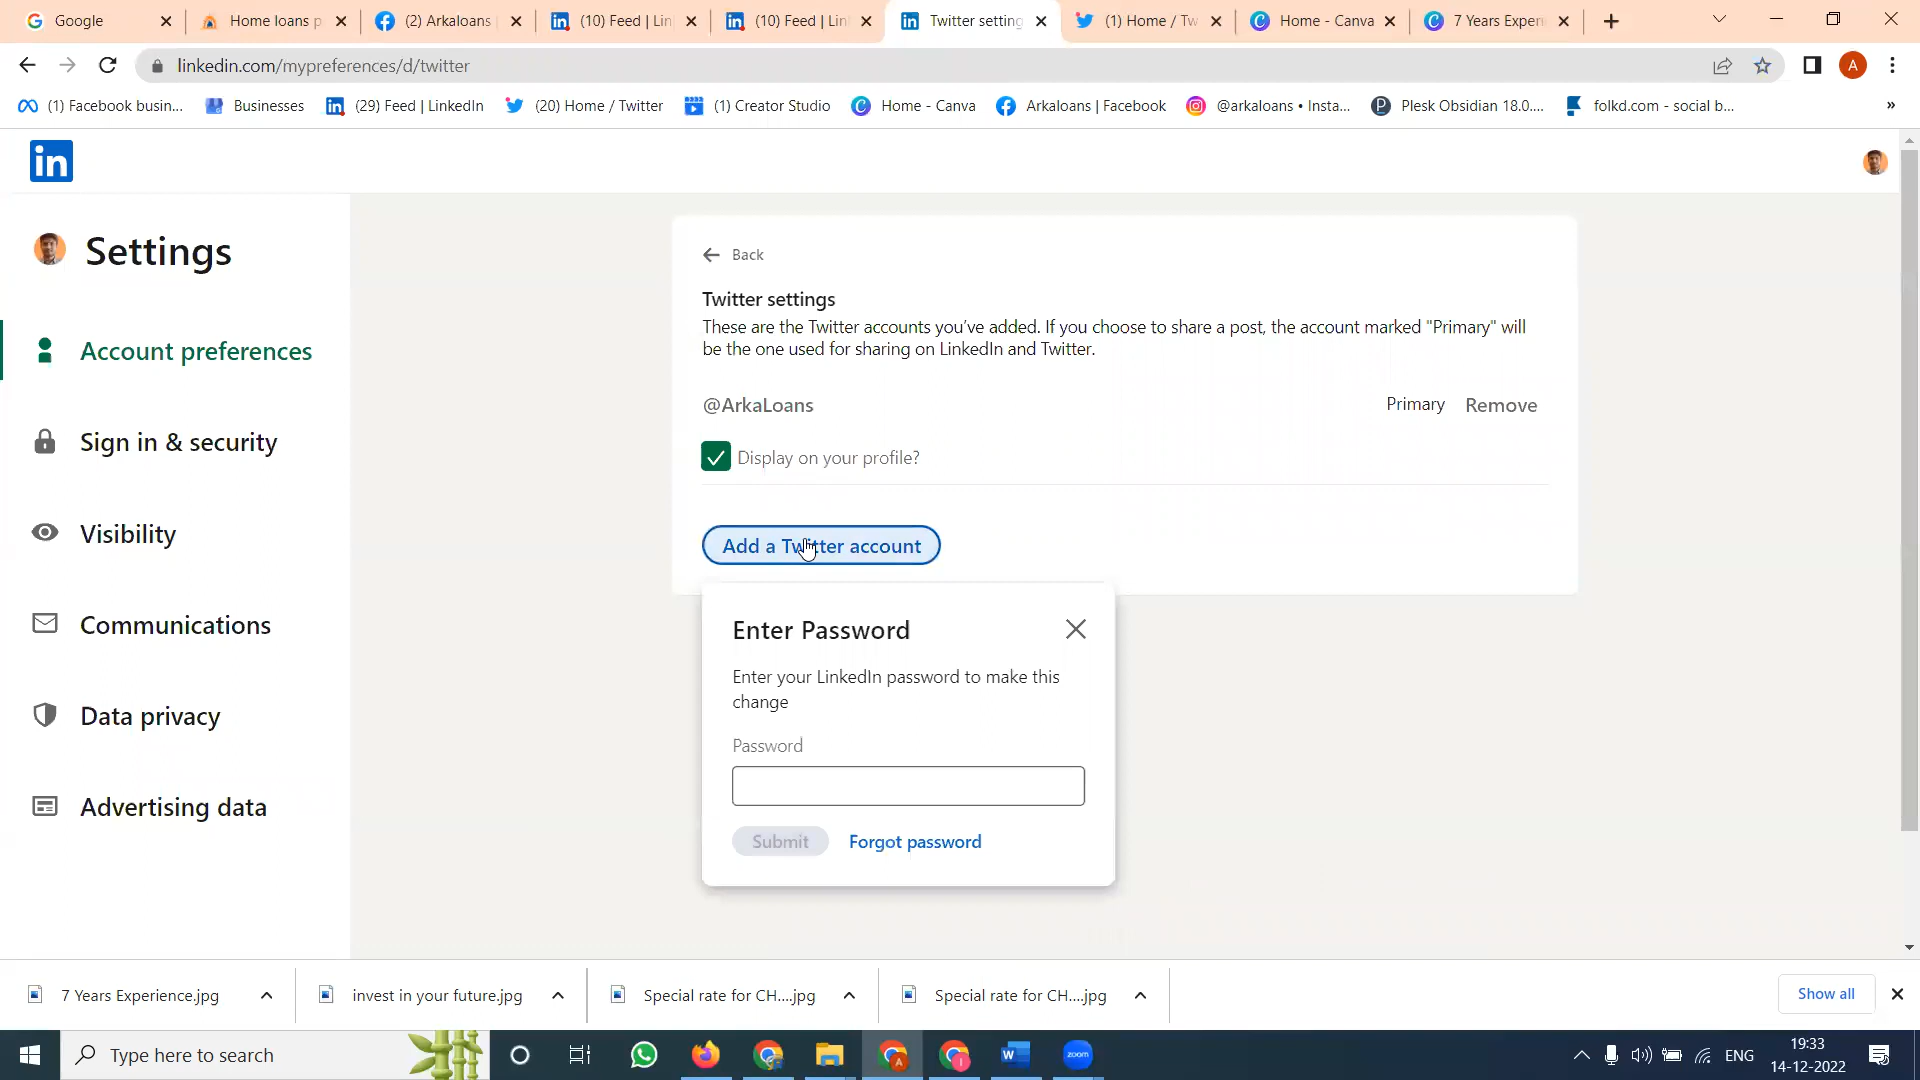 Google
Home loans p
(2) Arkaloans
(10) Feed | Lin
(10) Feed | Lin
Twitter setting
(1) Home / Tw
Home - Canva
7 Years Experi
linkedin.com/mypreferences/d/twitter
A
(1) Facebook busin...
Businesses
(29) Feed | LinkedIn
(20) Home / Twitter
(1) Creator Studio
Home - Canva
Arkaloans | Facebook
@arkaloans • Insta...
Plesk Obsidian 18.0....
folkd.com - social b...
»
in
Settings
Account preferences
Sign in & security
Visibility
Communications
Data privacy
Advertising data
Back
Twitter settings
These are the Twitter accounts you've added. If you choose to share a post, the account marked "Primary" will
be the one used for sharing on LinkedIn and Twitter.
@ArkaLoans
Primary
Remove
Display on your profile?
Add a Twitter account
Enter Password
Enter your LinkedIn password to make this
change
Password
Submit
Forgot password
7 Years Experience.jpg
invest in your future.jpg
Special rate for CH....jpg
Special rate for CH....jpg
Show all
Type here to search
zoom
ENG
19:33
14-12-2022